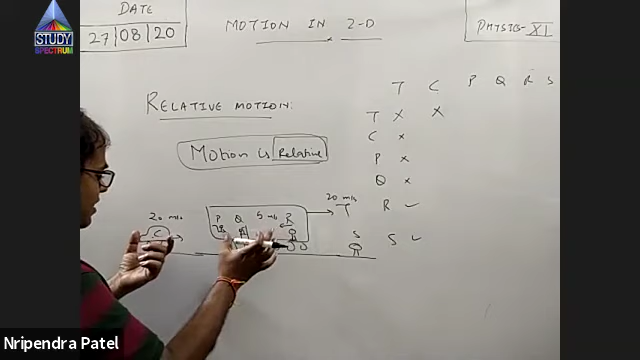 STUDY
SPECTRUM
DATE
27|08|20
MOTION IN 2-D
PHYSICS-XI
RELATIVE MOTION:
Motion is Relative
T C P Q R S
T x x
C x
P x
Q x
R ✓
S ✓
20 m/s
C
P Q 5 m/s R
20 m/s
T
S
Nripendra Patel